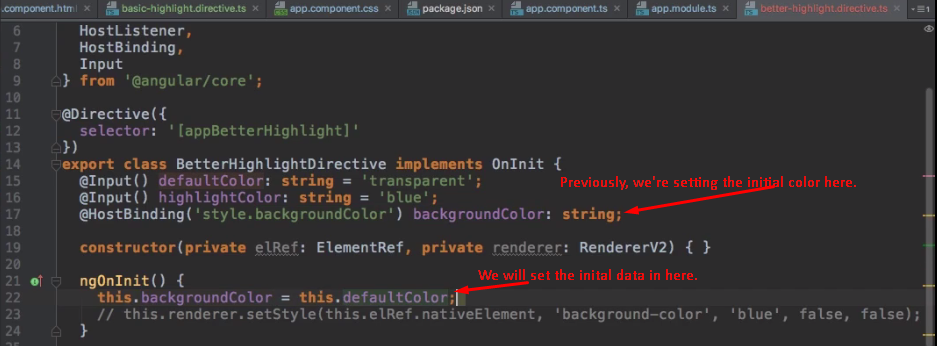 .component.html × basic-highlight.directive.ts × app.component.css × package.json × app.component.ts × app.module.ts × better-highlight.directive.ts ×
6 HostListener,
7 HostBinding,
8 Input
9 } from '@angular/core';
10
11 @Directive({
12 selector: '[appBetterHighlight]'
13 })
14 export class BetterHighlightDirective implements OnInit {
15 @Input() defaultColor: string = 'transparent';
Previously, we're setting the initial color here.
16 @Input() highlightColor: string = 'blue';
17 @HostBinding('style.backgroundColor') backgroundColor: string;
18
19 constructor(private elRef: ElementRef, private renderer: RendererV2) { }
20
We will set the inital data in here.
21 ngOnInit() {
22 this.backgroundColor = this.defaultColor;
23 // this.renderer.setStyle(this.elRef.nativeElement, 'background-color', 'blue', false, false);
24 }